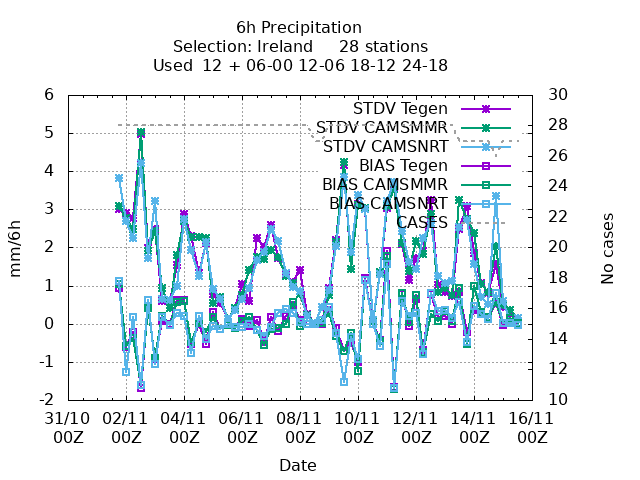 6h Precipitation
Selection: Ireland     28 stations
Used  12 + 06-00 12-06 18-12 24-18
6
5
4
3
2
1
0
-1
-2
mm/6h
30
28
26
24
22
20
18
16
14
12
10
No cases
STDV Tegen
STDV CAMSMMR
STDV CAMSNRT
BIAS Tegen
BIAS CAMSMMR
BIAS CAMSNRT
CASES
31/10 02/11 04/11 06/11 08/11 10/11 12/11 14/11 16/11
00Z 00Z 00Z 00Z 00Z 00Z 00Z 00Z 00Z
Date